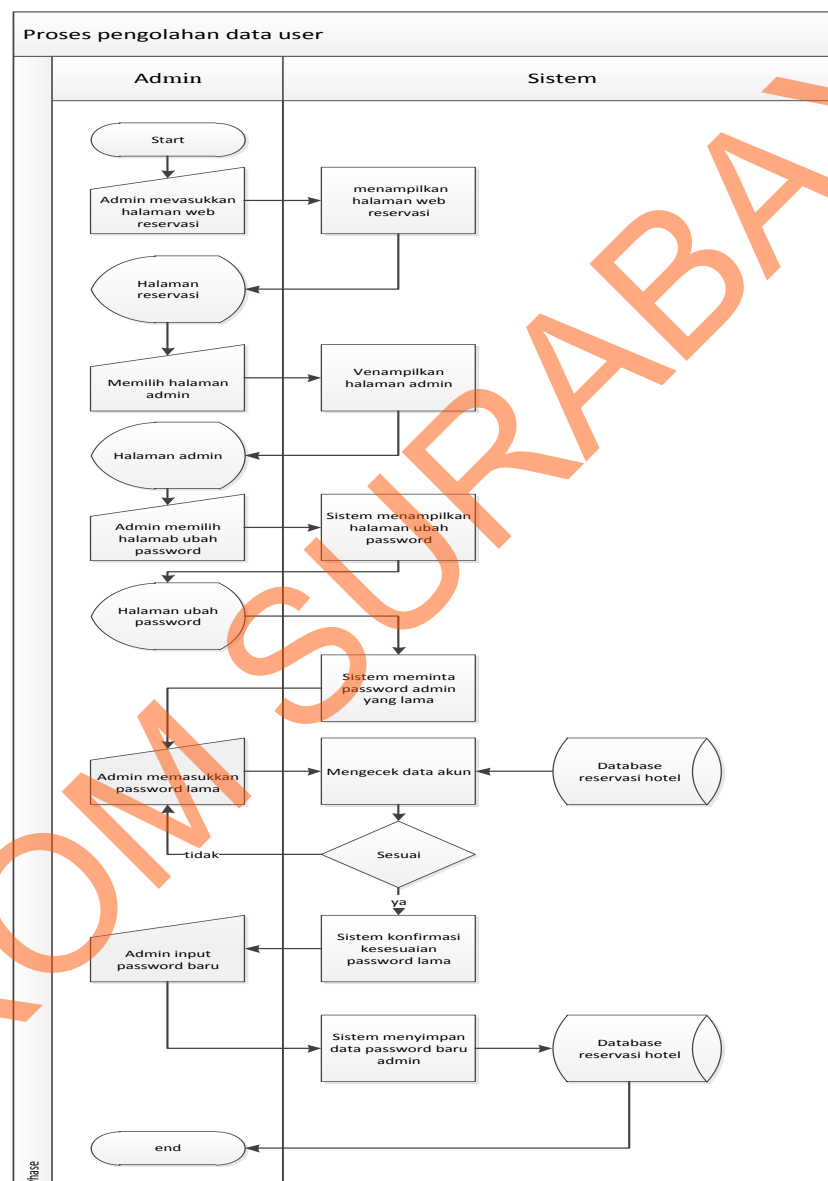 Proses pengolahan data user
Admin
Sistem
Start
Admin mevasukkan
halaman web
reservasi
menampilkan
halaman web
reservasi
Halaman
reservasi
Memilih halaman
admin
Venampilkan
halaman admin
Halaman admin
Admin memilih
halamab ubah
password
Sistem menampilkan
halaman ubah
password
Halaman ubah
password
Sistem meminta
password admin
yang lama
Admin memasukkan
password lama
Mengecek data akun
Database
reservasi hotel
tidak
Sesuai
ya
Admin input
password baru
Sistem konfirmasi
kesesuaian
password lama
Sistem menyimpan
data password baru
admin
Database
reservasi hotel
end
Phase
OM SURABAY